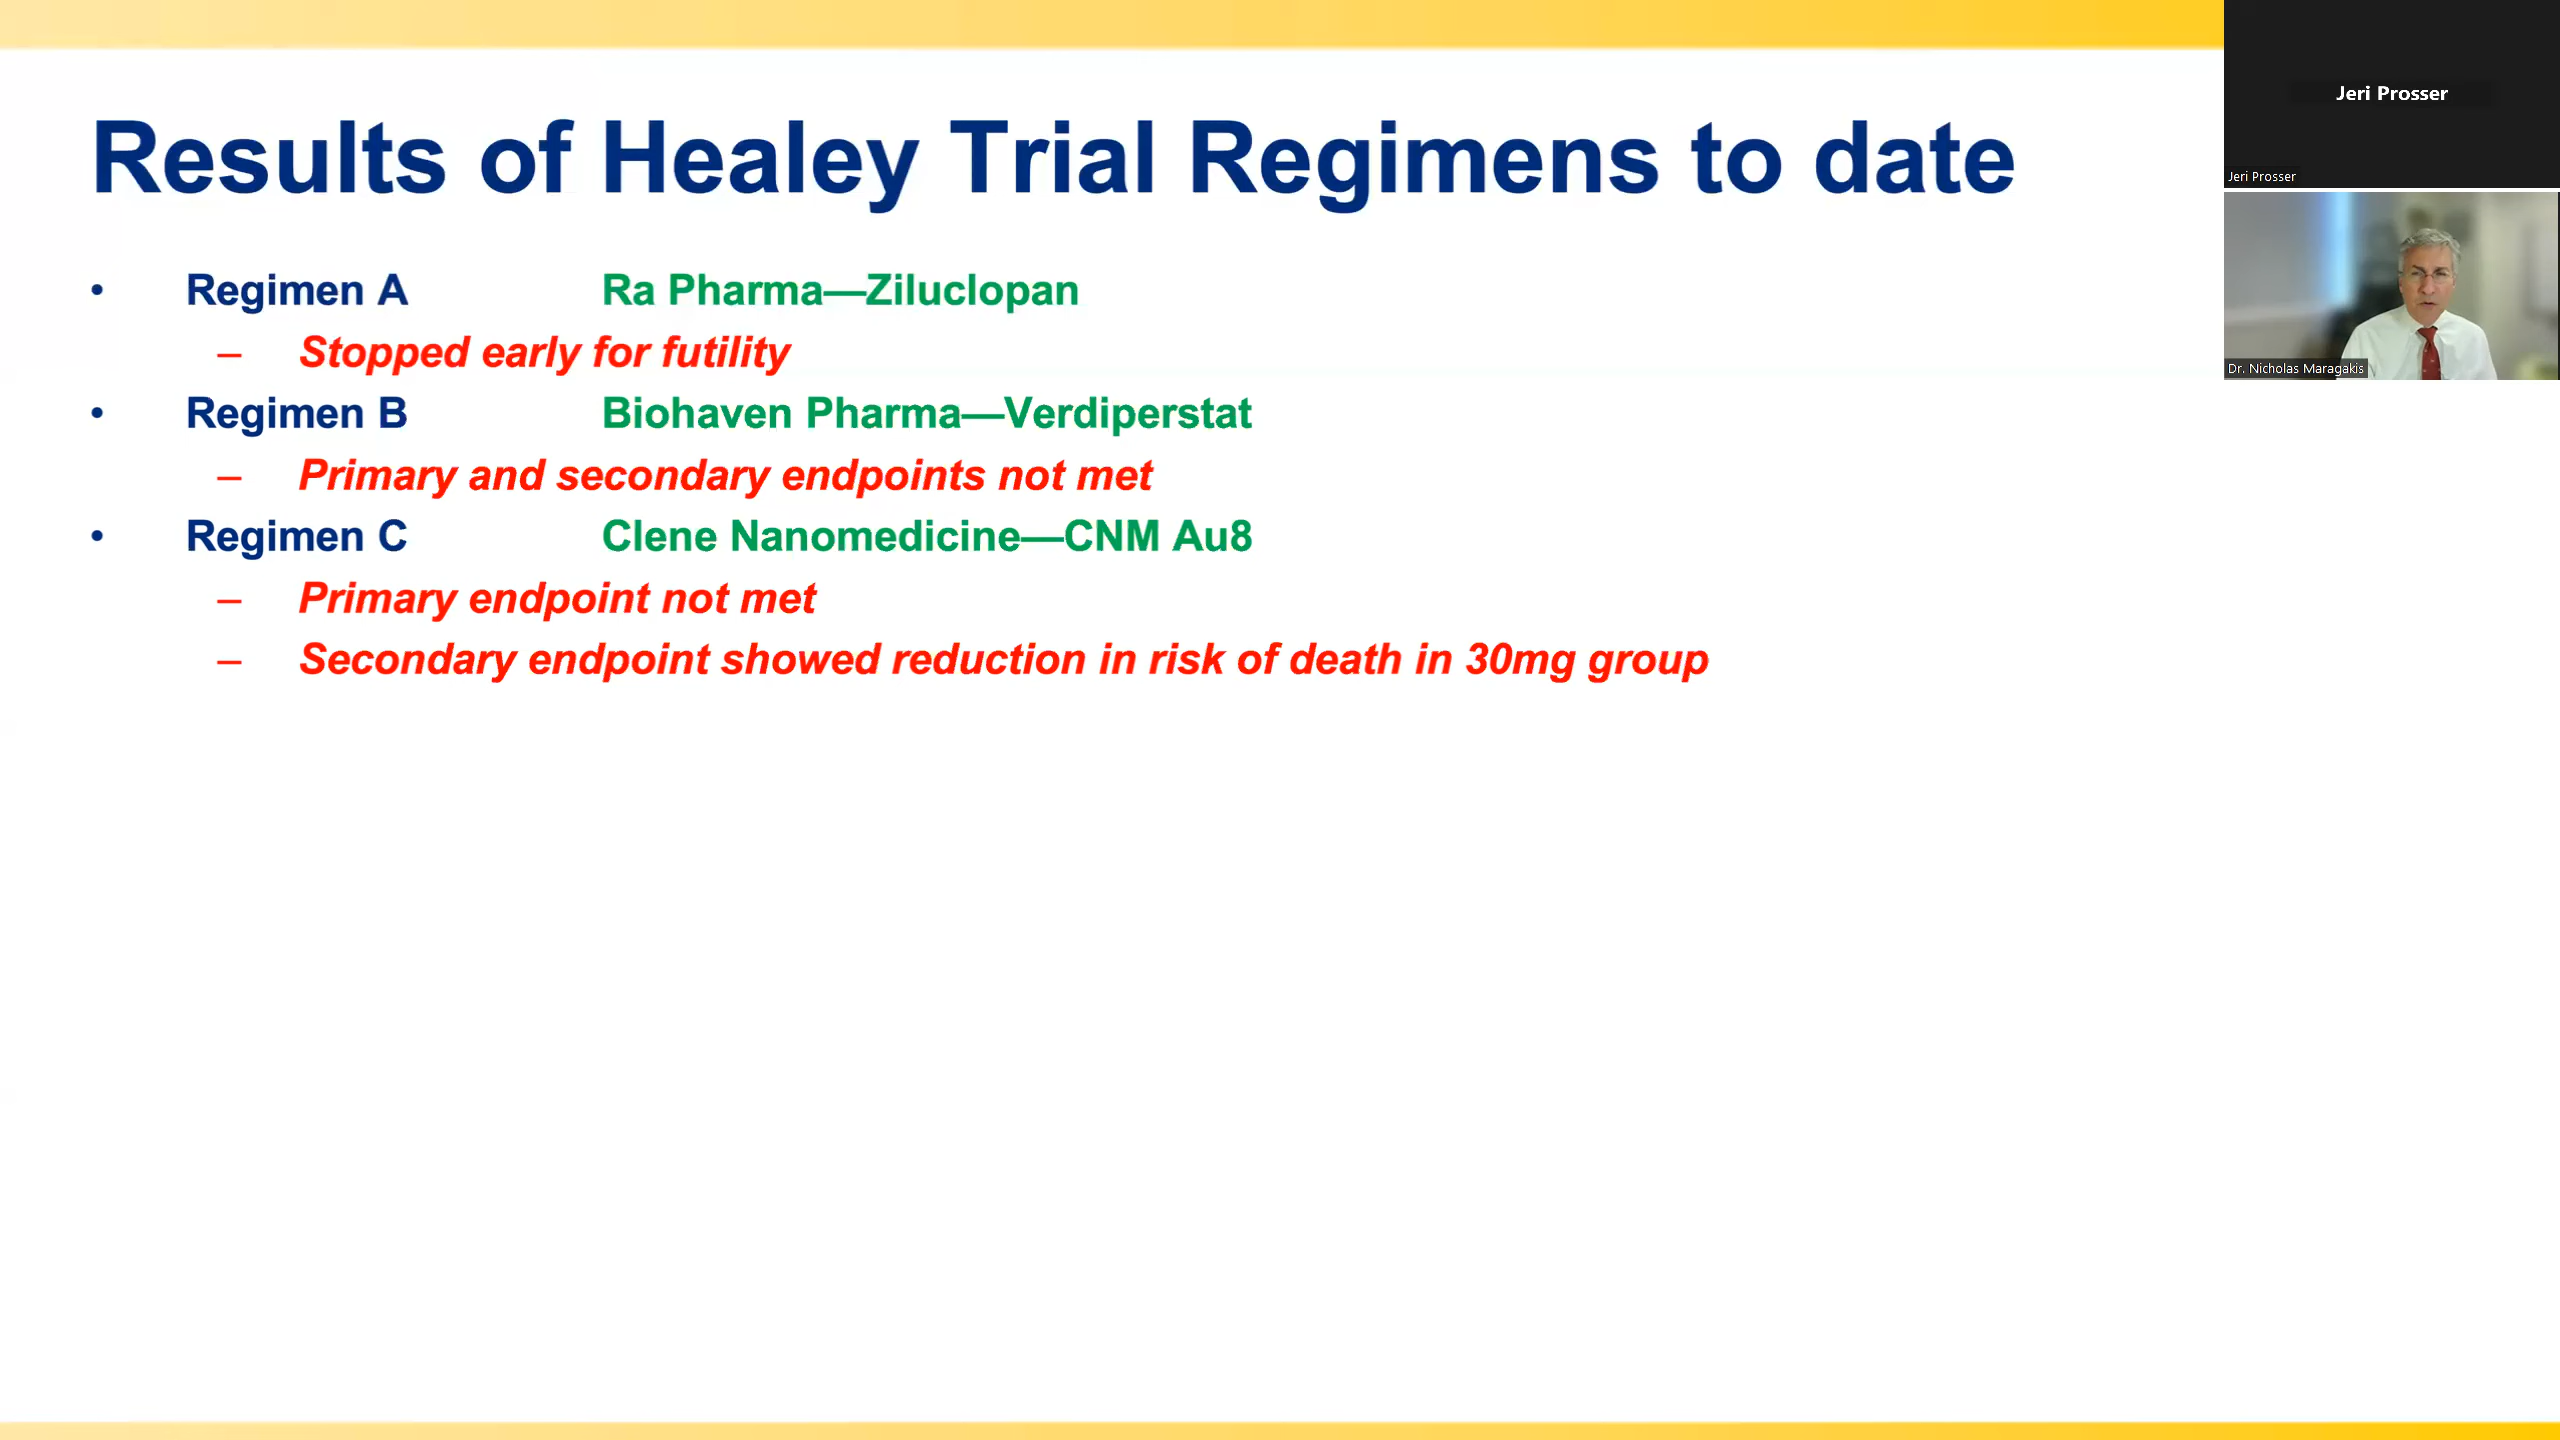 Results of Healey Trial Regimens to date
• Regimen A Ra Pharma—Ziluclopan
– Stopped early for futility
• Regimen B Biohaven Pharma—Verdiperstat
– Primary and secondary endpoints not met
• Regimen C Clene Nanomedicine—CNM Au8
– Primary endpoint not met
– Secondary endpoint showed reduction in risk of death in 30mg group
Jeri Prosser
Jeri Prosser
Dr. Nicholas Maragakis